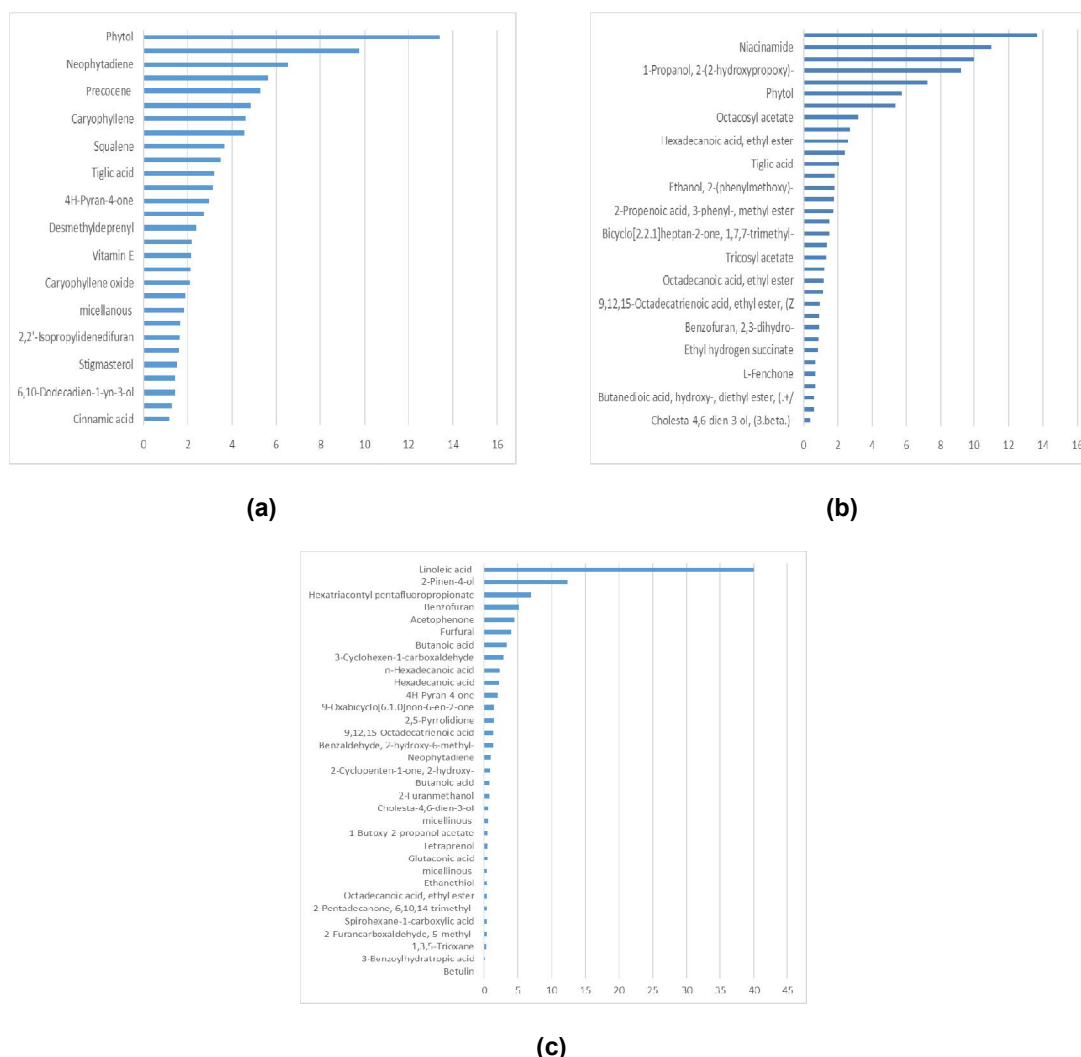 Phytol
Neophytadiene
Precocene
Caryophyllene
Squalene
Tiglic acid
4H-Pyran-4-one
Desmethyldeprenyl
Vitamin E
Caryophyllene oxide
micellanous
2,2'-Isopropylidenedifuran
Stigmasterol
6,10-Dodecadien-1-yn-3-ol
Cinnamic acid
0 2 4 6 8 10 12 14 16
(a)
Niacinamide
1-Propanol, 2-(2-hydroxypropoxy)-
Phytol
Octacosyl acetate
Hexadecanoic acid, ethyl ester
Tiglic acid
Ethanol, 2-(phenylmethoxy)-
2-Propenoic acid, 3-phenyl-, methyl ester
Bicyclo[2.2.1]heptan-2-one, 1,7,7-trimethyl-
Tricosyl acetate
Octadecanoic acid, ethyl ester
9,12,15-Octadecatrienoic acid, ethyl ester, (Z
Benzofuran, 2,3-dihydro-
Ethyl hydrogen succinate
L-Fenchone
Butanedioic acid, hydroxy-, diethyl ester, (.+/
Cholesta-4,6-dien-3-ol, (3.beta.)
0 2 4 6 8 10 12 14 16
(b)
Linoleic acid
2-Pinen-4-ol
Hexatriacontyl pentafluoropropionate
Benzofuran
Acetophenone
Furfural
Butanoic acid
3-Cyclohexen-1-carboxaldehyde
n-Hexadecanoic acid
Hexadecanoic acid
4H-Pyran-4-one
9-Oxabicyclo[6.1.0]non-6-en-2-one
2,5-Pyrrolidione
9,12,15-Octadecatrienoic acid
Benzaldehyde, 2-hydroxy-6-methyl-
Neophytadiene
2-Cyclopenten-1-one, 2-hydroxy-
Butanoic acid
2-Furanmethanol
Cholesta-4,6-dien-3-ol
micellinous
1-Butoxy-2-propanol acetate
Tetraprenol
Glutaconic acid
micellinous
Ethanethiol
Octadecanoic acid, ethyl ester
2-Pentadecanone, 6,10,14-trimethyl-
Spirohexane-1-carboxylic acid
2-Furancarboxaldehyde, 5-methyl-
1,3,5-Trioxane
3-Benzoylhydratropic acid
Betulin
0 5 10 15 20 25 30 35 40 45
(c)